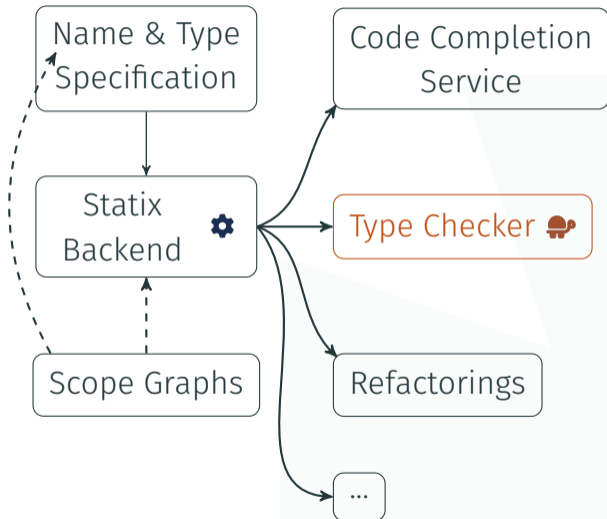 Name & Type
Specification
Code Completion
Service
Statix
Backend
Type Checker
Scope Graphs
Refactorings
...